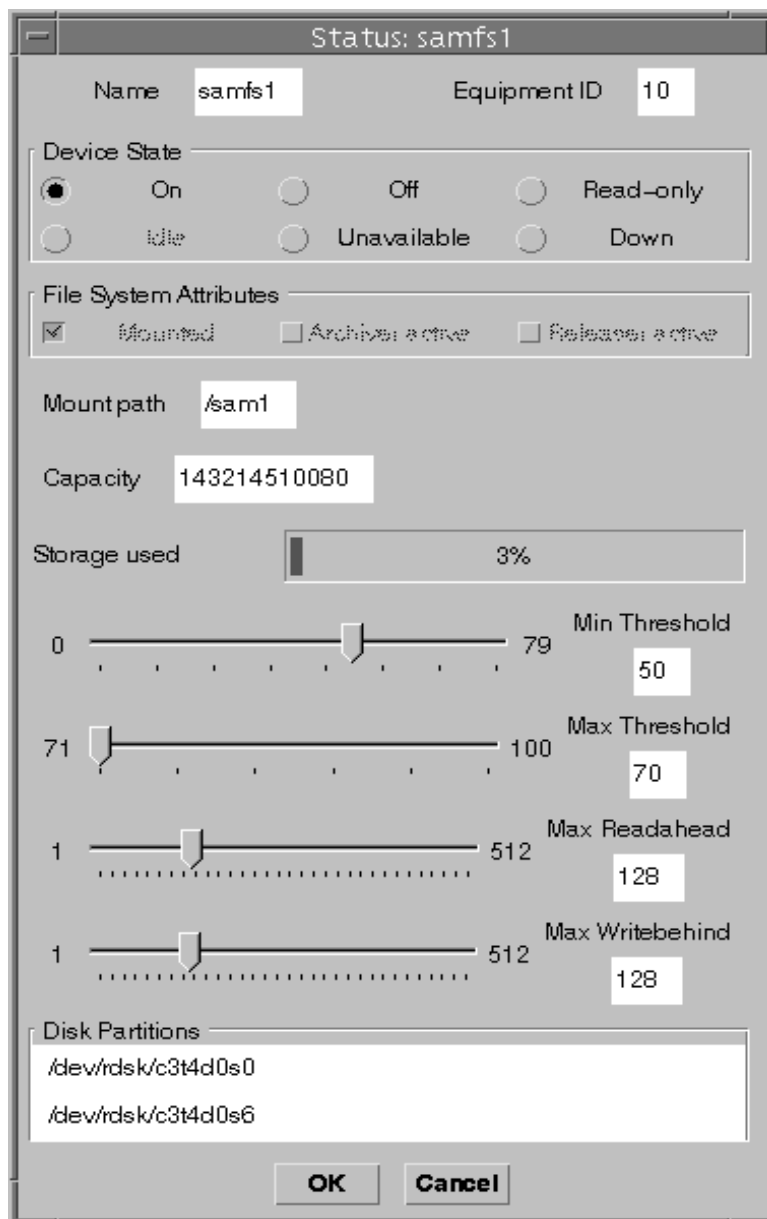 Status: samfs1
Name samfs1 Equipment ID 10
Device State
On Off Read-only
Idle Unavailable Down
File System Attributes
Mounted Archiver active Releaser active
Mount path /sam1
Capacity 143214510080
Storage used 3%
Min Threshold
0 79
50
Max Threshold
71 100
70
Max Readahead
1 512
128
Max Writebehind
1 512
128
Disk Partitions
/dev/rdsk/c3t4d0s0
/dev/rdsk/c3t4d0s6
OK Cancel